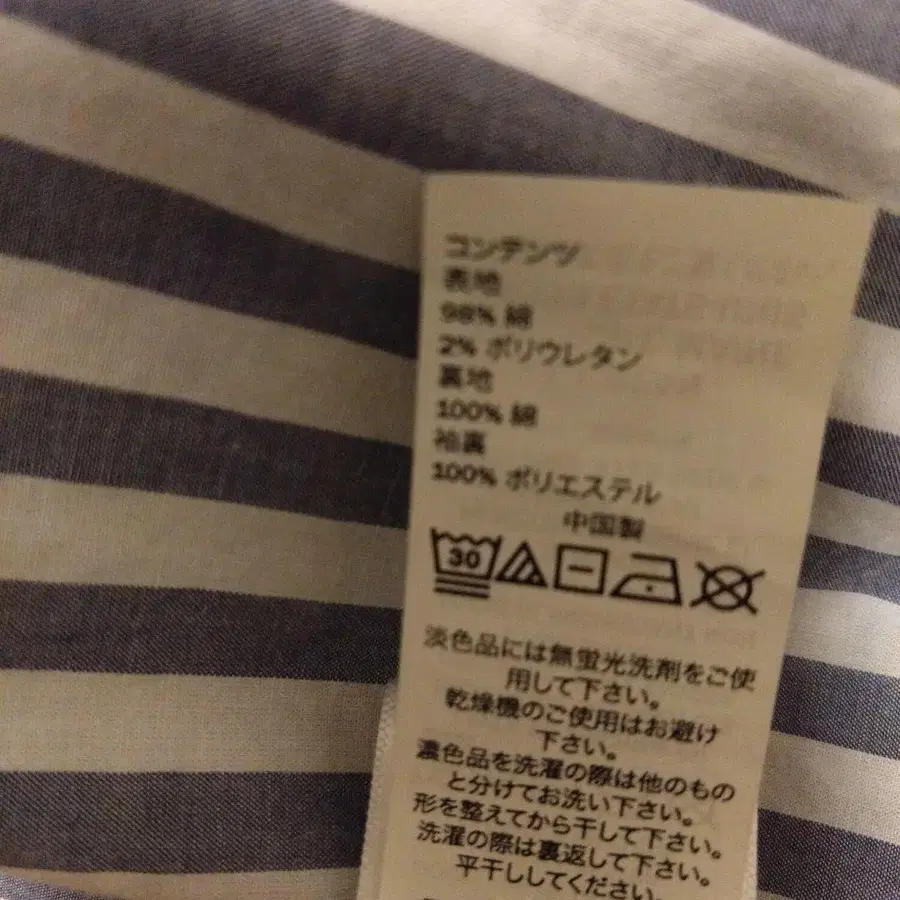 コンテンツ
表地
98% 綿
2% ポリウレタン
裏地
100% 綿
袖裏
100% ポリエステル
中国製
30
淡色品には無蛍光洗剤をご使
用して下さい。
乾燥機のご使用はお避け
下さい。
濃色品を洗濯の際は他のもの
と分けてお洗い下さい。
形を整えてから干して下さい。
洗濯の際は裏返して下さい。
平干ししてください。